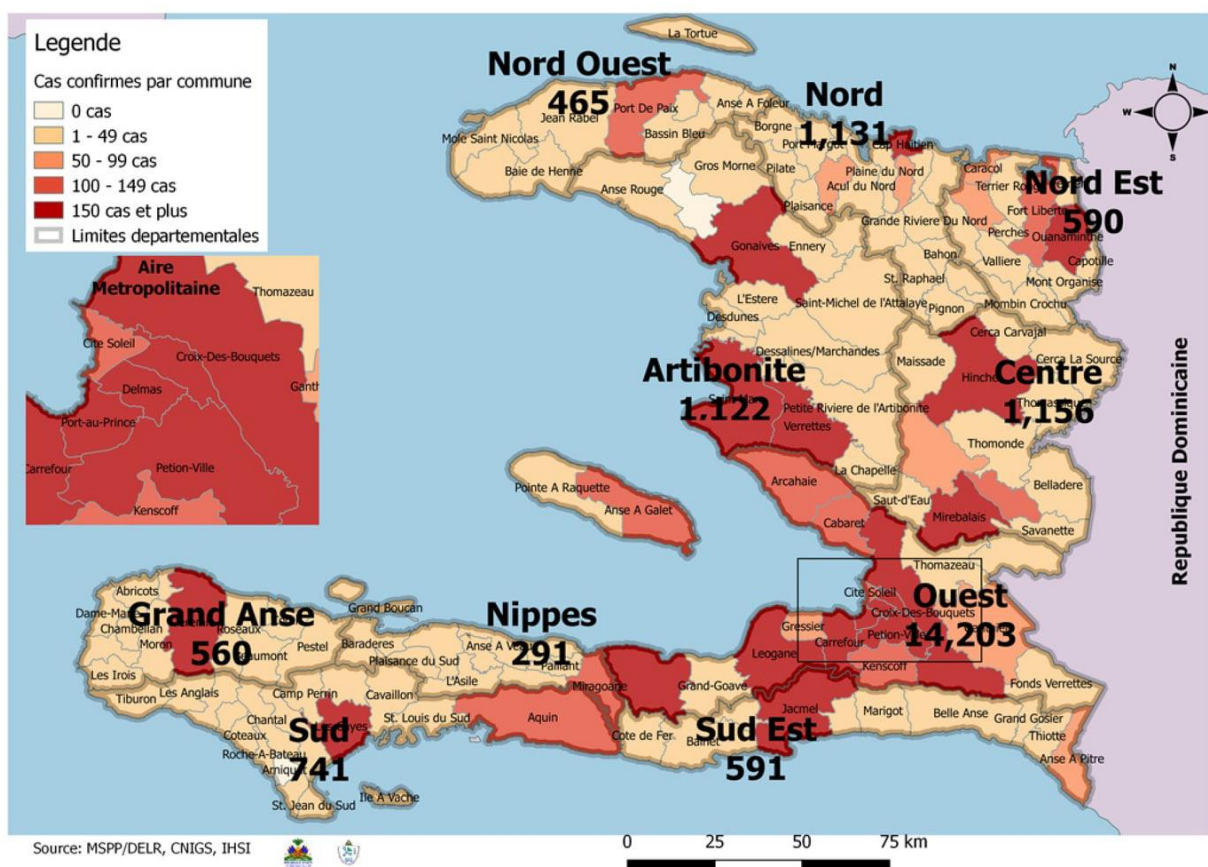 Legende
Cas confirmes par commune
0 cas
1 - 49 cas
50 - 99 cas
100 - 149 cas
150 cas et plus
Limites departementales
Aire
Metropolitaine
Thomazeau
Cite Soleil
Croix-Des-Bouquets
Delmas
Port-au-Prince
Carrefour
Petion-Ville
Kenscoff
La Tortue
Nord Ouest
465
Port De Paix
Jean Rabel
Mole Saint Nicolas
Bassin Bleu
Baie de Henne
Anse A Foleur
Nord
1,131
Borgne
Port Margot
Cap Haitien
Pilate
Plaine du Nord
Acul du Nord
Plaisance
Grande Riviere Du Nord
Bahon
St. Raphael
Pignon
N
W
E
S
Caracol
Terrier Rouge
Nord Est
590
Fort Liberte
Perches
Ouanaminthe
Capotille
Valliere
Mont Organise
Mombin Crochu
Gros Morne
Anse Rouge
Gonaives
Ennery
L'Estere
Saint-Michel de l'Attalaye
Desdunes
Dessalines/Marchandes
Artibonite
1,122
Petite Riviere de l'Artibonite
Verrettes
La Chapelle
Cerca Carvajal
Maissade
Cerca La Source
Centre
1,156
Thomonde
Belladere
Saut-d'Eau
Mirebalais
Savanette
Republique Dominicaine
Pointe A Raquette
Anse A Galet
Arcahaie
Cabaret
Thomazeau
Cite Soleil
Ouest
14,203
Croix-Des-Bouquets
Gressier
Carrefour
Petion-Ville
Leogane
Kenscoff
Grand-Goave
Fonds Verrettes
Abricots
Dame-Marie
Grand Anse
560
Chambellan
Moron
Roseaux
Beaumont
Pestel
Les Irois
Grand Boucan
Baraderes
Nippes
291
Plaisance du Sud
Paillant
L'Asile
Miragoane
Tiburon
Les Anglais
Camp Perrin
Cavaillon
Chantal
Les Cayes
St. Louis du Sud
Aquin
Sud
741
Coteaux
Roche-A-Bateau
Arniquet
St. Jean du Sud
Ile A Vache
Cote de Fer
Bainet
Jacmel
Sud Est
591
Marigot
Belle Anse
Grand Gosier
Thiotte
Anse A Pitre
Source: MSPP/DELR, CNIGS, IHSI
0 25 50 75 km